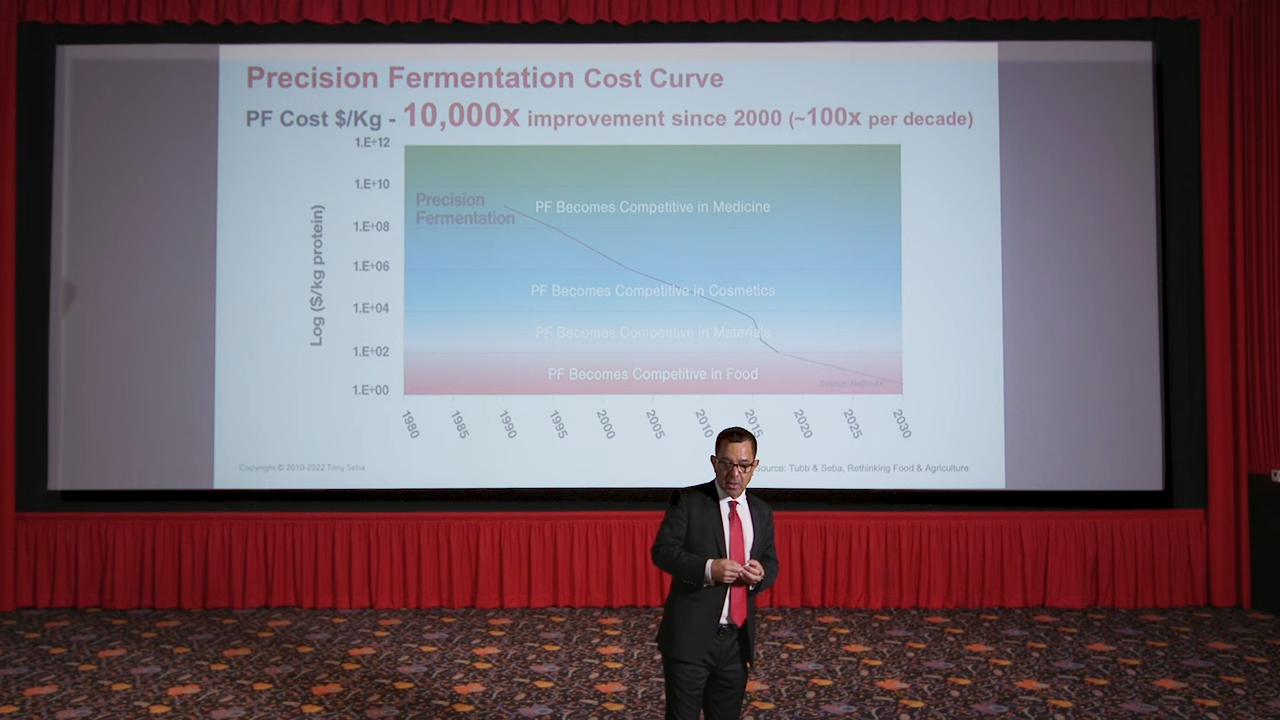 Precision Fermentation Cost Curve
PF Cost $/Kg - 10,000x improvement since 2000 (~100x per decade)
1.E+12
1.E+10
1.E+08
1.E+06
1.E+04
1.E+02
1.E+00
Log ($/kg protein)
Precision
Fermentation
PF Becomes Competitive in Medicine
PF Becomes Competitive in Cosmetics
PF Becomes Competitive in Materials
PF Becomes Competitive in Food
Source: RethinkX
1980 1985 1990 1995 2000 2005 2010 2015 2020 2025 2030
Copyright © 2010-2022 Tony Seba
Source: Tubb & Seba, Rethinking Food & Agriculture